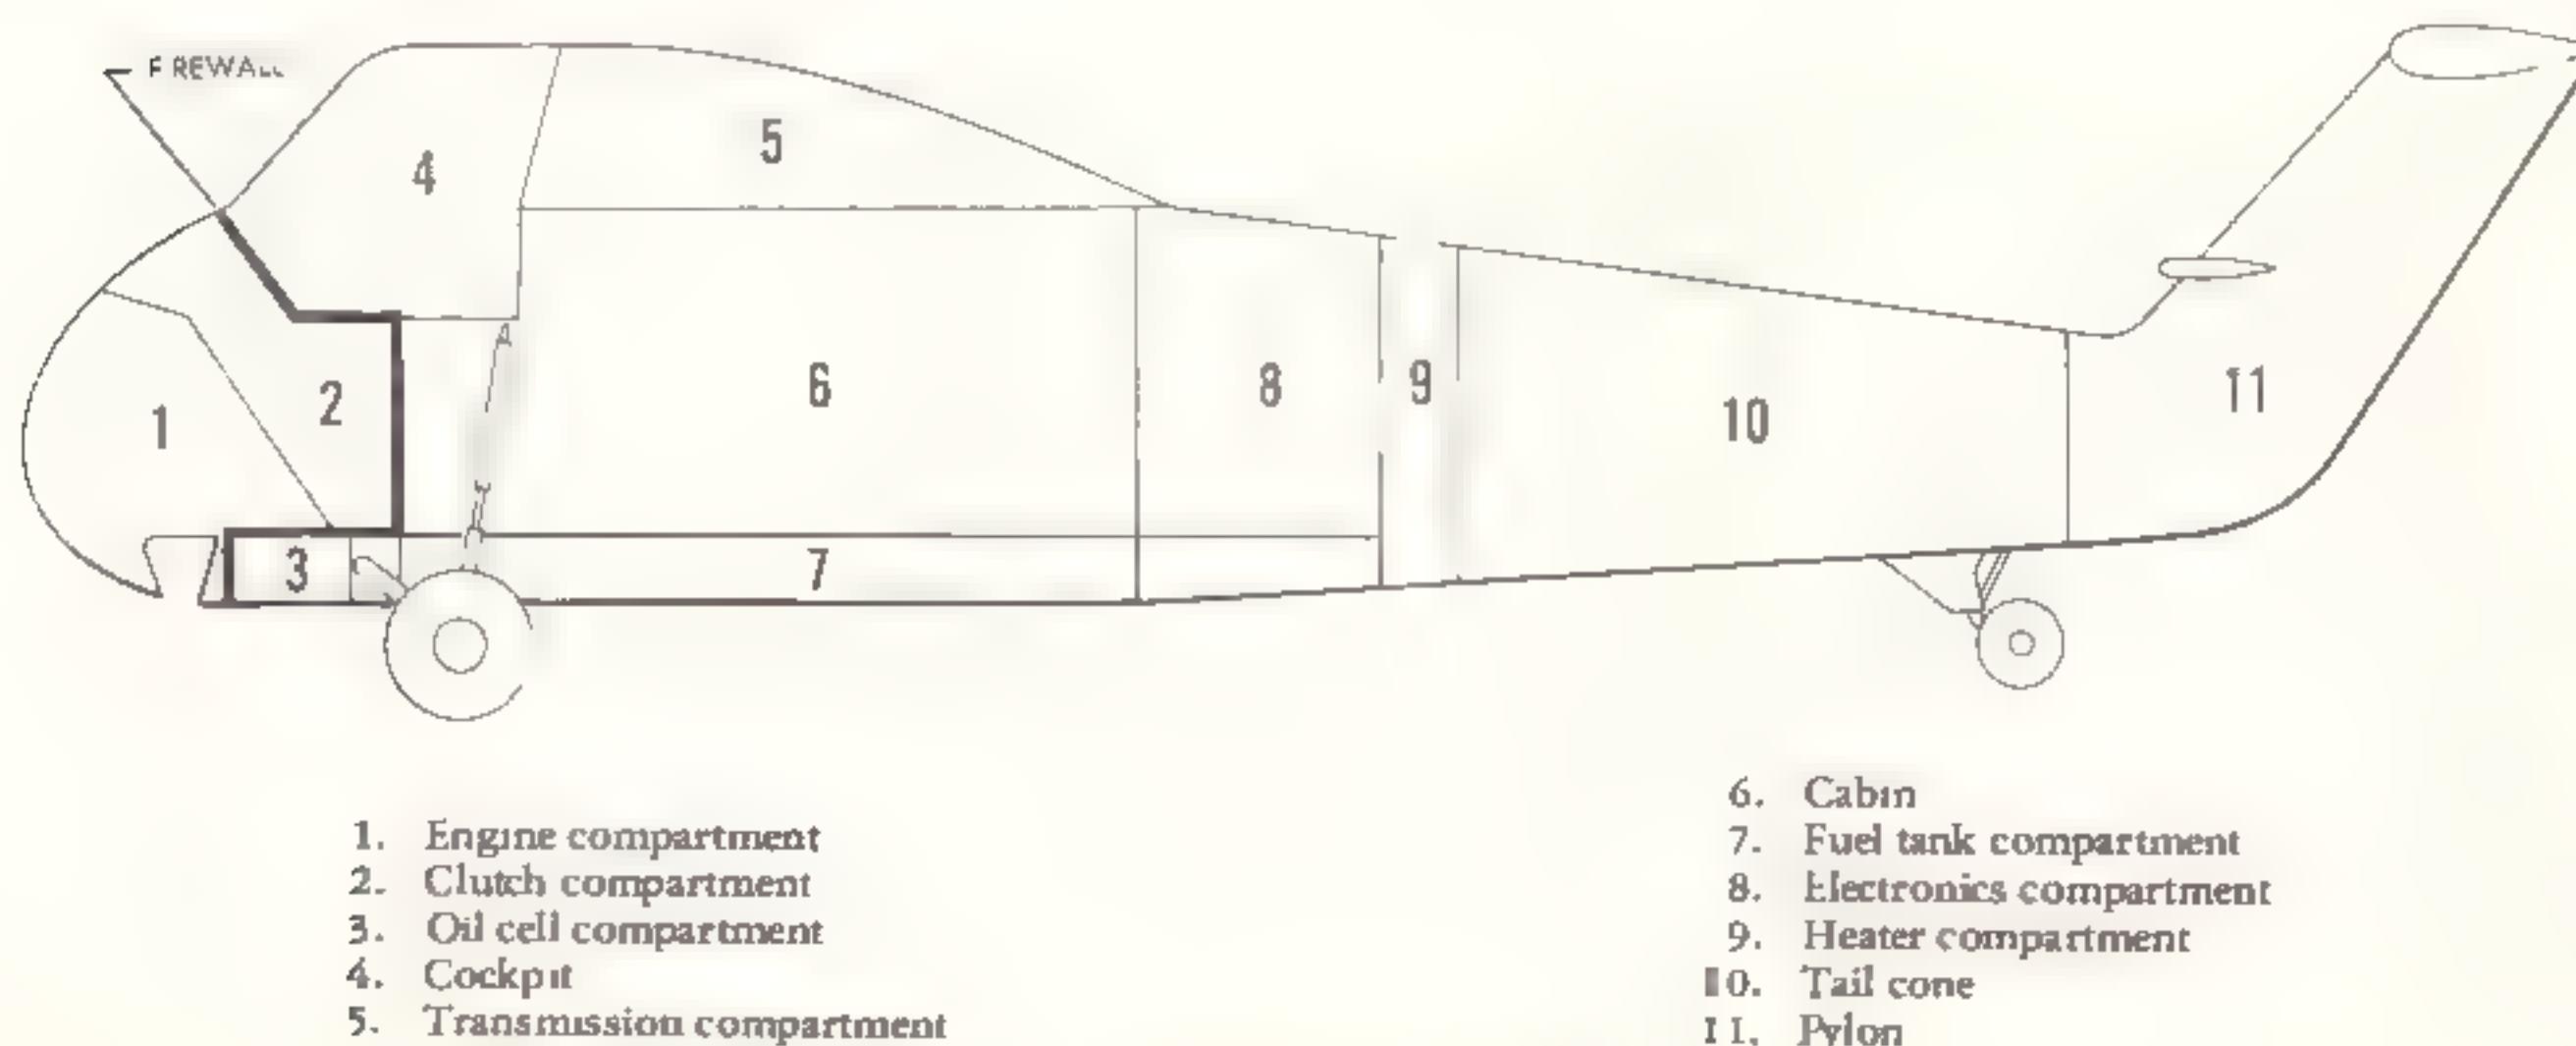 FIREWALL
4
5
1
2
6
8
9
10
11
3
7
1. Engine compartment
2. Clutch compartment
3. Oil cell compartment
4. Cockpit
5. Transmission compartment
6. Cabin
7. Fuel tank compartment
8. Electronics compartment
9. Heater compartment
10. Tail cone
11. Pylon